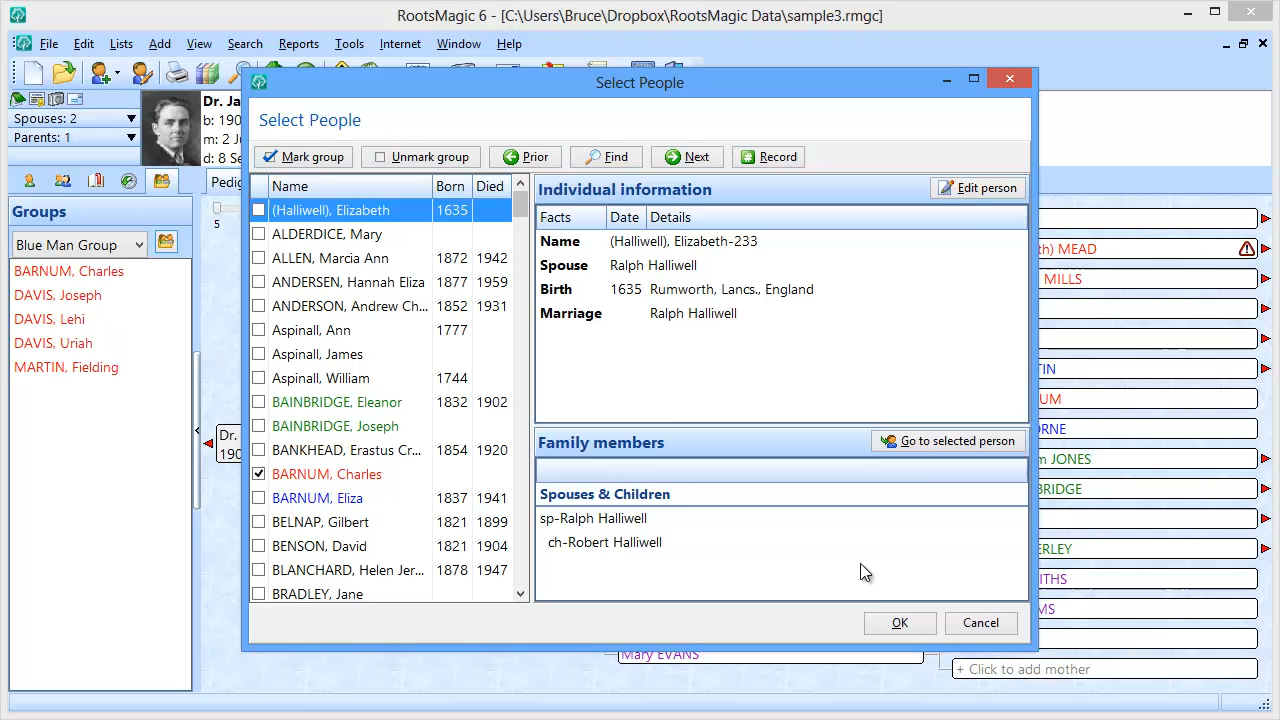 RootsMagic 6 - [C:\Users\Bruce\Dropbox\RootsMagic Data\sample3.rmgc]
File Edit Lists Add View Search Reports Tools Internet Window Help
Select People
Dr. Ja
Spouses: 2
b: 190
Parents: 1
m: 2 J
d: 8 Se
Pedig
5
Groups
Blue Man Group
BARNUM, Charles
DAVIS, Joseph
DAVIS, Lehi
DAVIS, Uriah
MARTIN, Fielding
Select People
Mark group Unmark group Prior Find Next Record
Name Born Died
(Halliwell), Elizabeth 1635
ALDERDICE, Mary
ALLEN, Marcia Ann 1872 1942
ANDERSEN, Hannah Eliza 1877 1959
ANDERSON, Andrew Ch... 1852 1931
Aspinall, Ann 1777
Aspinall, James
Aspinall, William 1744
BAINBRIDGE, Eleanor 1832 1902
BAINBRIDGE, Joseph
BANKHEAD, Erastus Cr... 1854 1920
BARNUM, Charles
BARNUM, Eliza 1837 1941
BELNAP, Gilbert 1821 1899
BENSON, David 1821 1904
BLANCHARD, Helen Jer... 1878 1947
BRADLEY, Jane
Individual information Edit person
Facts Date Details
Name (Halliwell), Elizabeth-233
Spouse Ralph Halliwell
Birth 1635 Rumworth, Lancs., England
Marriage Ralph Halliwell
Family members Go to selected person
Spouses & Children
sp-Ralph Halliwell
ch-Robert Halliwell
OK Cancel
Dr.
190
th) MEAD
MILLS
TIN
UM
ORNE
m JONES
BRIDGE
ERLEY
ITHS
MS
Mary EVANS
+ Click to add mother